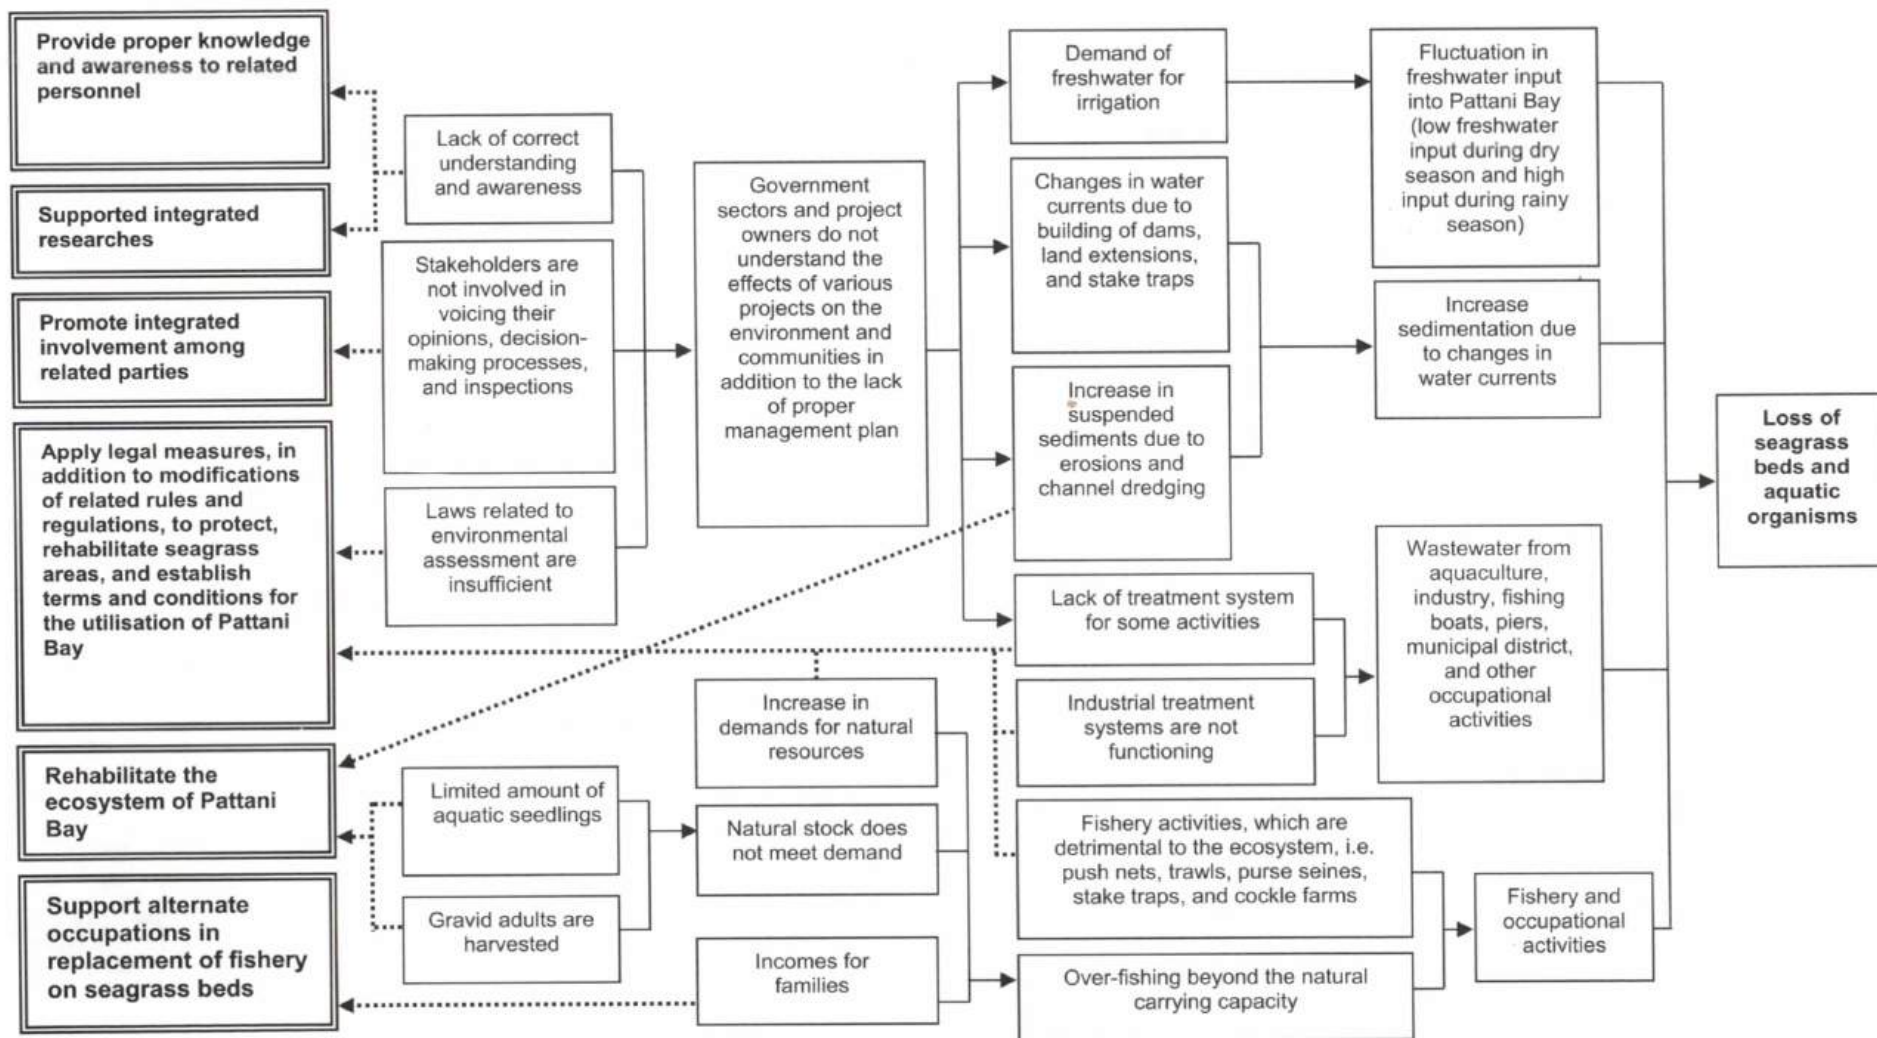 Provide proper knowledge
and awareness to related
personnel
Supported integrated
researches
Promote integrated
involvement among
related parties
Apply legal measures, in
addition to modifications
of related rules and
regulations, to protect,
rehabilitate seagrass
areas, and establish
terms and conditions for
the utilisation of Pattani
Bay
Rehabilitate the
ecosystem of Pattani
Bay
Support alternate
occupations in
replacement of fishery
on seagrass beds
Lack of correct
understanding
and awareness
Stakeholders are
not involved in
voicing their
opinions, decision-
making processes,
and inspections
Laws related to
environmental
assessment are
insufficient
Limited amount of
aquatic seedlings
Gravid adults are
harvested
Government
sectors and project
owners do not
understand the
effects of various
projects on the
environment and
communities in
addition to the lack
of proper
management plan
Increase in
demands for natural
resources
Natural stock does
not meet demand
Incomes for
families
Demand of
freshwater for
irrigation
Changes in water
currents due to
building of dams,
land extensions,
and stake traps
Increase in
suspended
sediments due to
erosions and
channel dredging
Lack of treatment system
for some activities
Industrial treatment
systems are not
functioning
Fishery activities, which are
detrimental to the ecosystem, i.e.
push nets, trawls, purse seines,
stake traps, and cockle farms
Over-fishing beyond the natural
carrying capacity
Fluctuation in
freshwater input
into Pattani Bay
(low freshwater
input during dry
season and high
input during rainy
season)
Increase
sedimentation due
to changes in
water currents
Wastewater from
aquaculture,
industry, fishing
boats, piers,
municipal district,
and other
occupational
activities
Fishery and
occupational
activities
Loss of
seagrass
beds and
aquatic
organisms